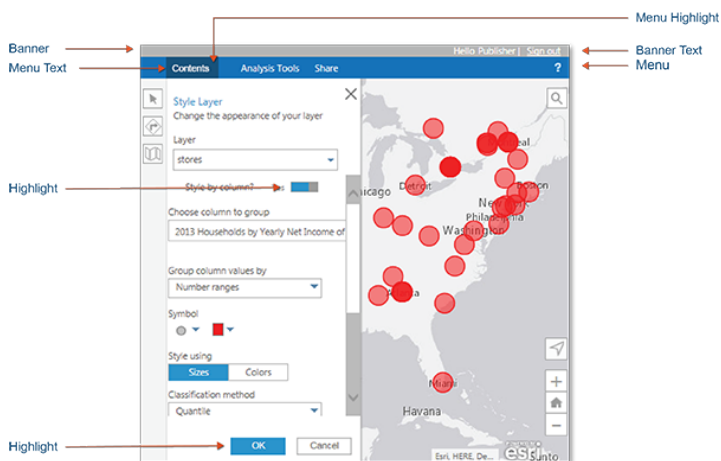 Menu Highlight
Banner
Hello Publisher | Sign out
Banner Text
Menu Text
Contents Analysis Tools Share ?
Menu
Style Layer
Change the appearance of your layer
Layer
stores
Highlight
Style by column?
Choose column to group
2013 Households by Yearly Net Income of
Group column values by
Number ranges
Symbol
Style using
Sizes Colors
Classification method
Quantile
Highlight
OK Cancel
Detroit
Boston
Philadelphia
Washington
Miami
Havana
Esri, HERE, De...
esri